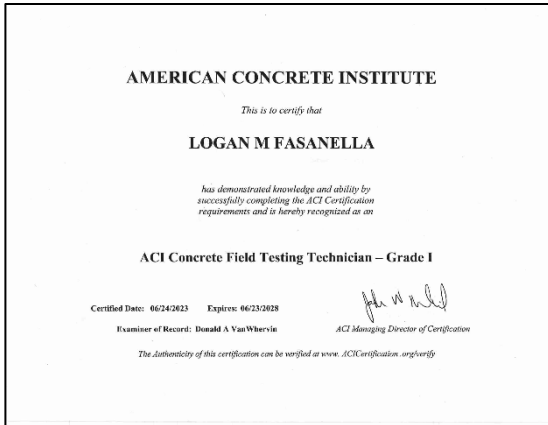 AMERICAN CONCRETE INSTITUTE
This is to certify that
LOGAN M FASANELLA
has demonstrated knowledge and ability by
successfully completing the ACI Certification
requirements and is hereby recognized as an
ACI Concrete Field Testing Technician – Grade I
Certified Date: 06/24/2023 Expires: 06/23/2028
Examiner of Record: Donald A VanWhervin
ACI Managing Director of Certification
The Authenticity of this certification can be verified at www. ACICertification .org/verify